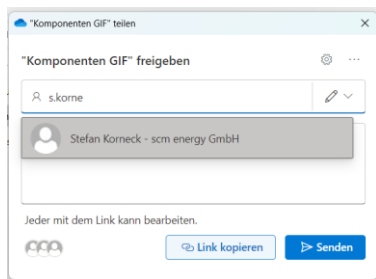 "Komponenten GIF" teilen
"Komponenten GIF" freigeben
s.korne
Stefan Korneck - scm energy GmbH
Jeder mit dem Link kann bearbeiten.
Link kopieren
Senden